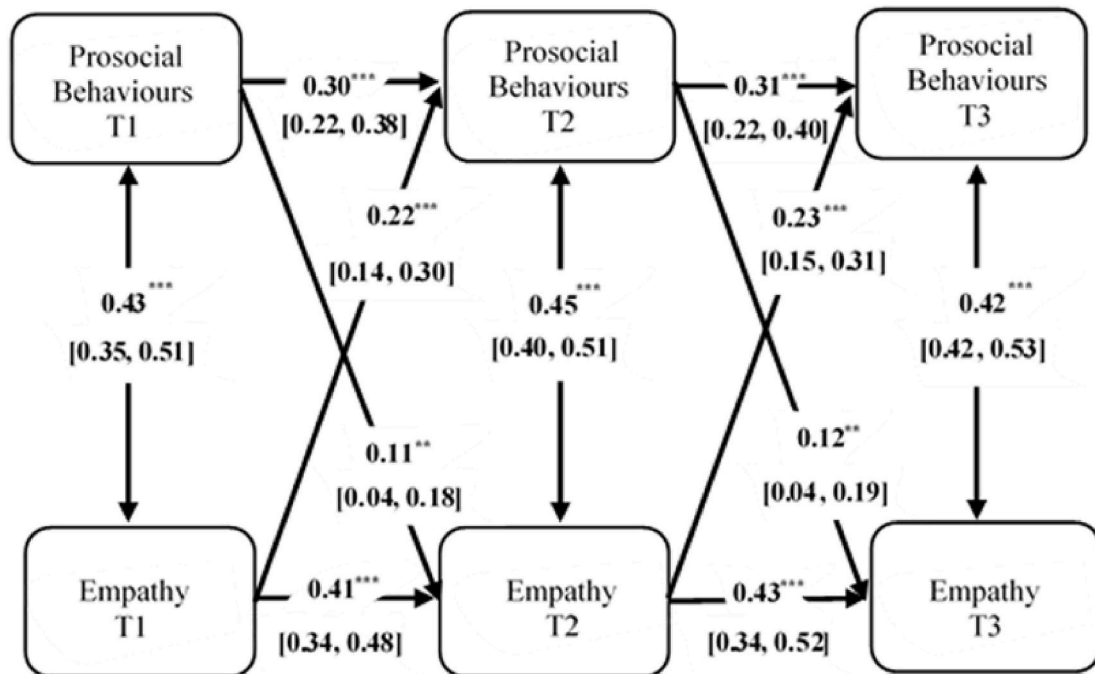 Prosocial
Behaviours
T1
0.30***
[0.22, 0.38]
Prosocial
Behaviours
T2
0.31***
[0.22, 0.40]
Prosocial
Behaviours
T3
0.22***
[0.14, 0.30]
0.23***
[0.15, 0.31]
0.43***
[0.35, 0.51]
0.45***
[0.40, 0.51]
0.42***
[0.42, 0.53]
0.11**
[0.04, 0.18]
0.12**
[0.04, 0.19]
Empathy
T1
0.41***
[0.34, 0.48]
Empathy
T2
0.43***
[0.34, 0.52]
Empathy
T3